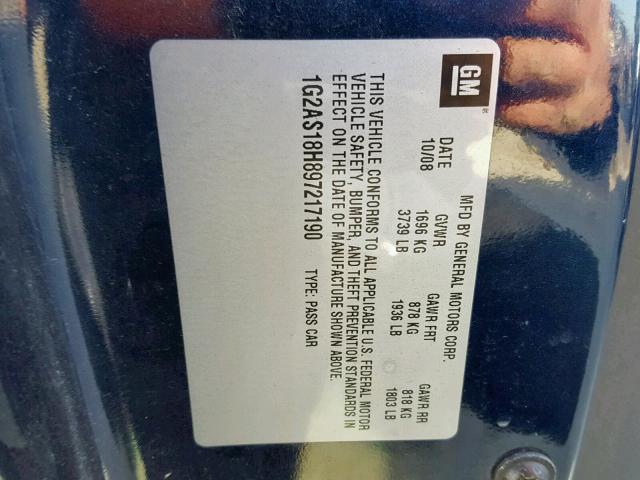 GM
MFD BY GENERAL MOTORS CORP.
DATE GVWR GAWR FRT GAWR RR
10/08 1696 KG 878 KG 818 KG
3739 LB 1936 LB 1803 LB
THIS VEHICLE CONFORMS TO ALL APPLICABLE U.S. FEDERAL MOTOR
VEHICLE SAFETY, BUMPER, AND THEFT PREVENTION STANDARDS IN
EFFECT ON THE DATE OF MANUFACTURE SHOWN ABOVE.
1G2AS18H897217190 TYPE: PASS CAR